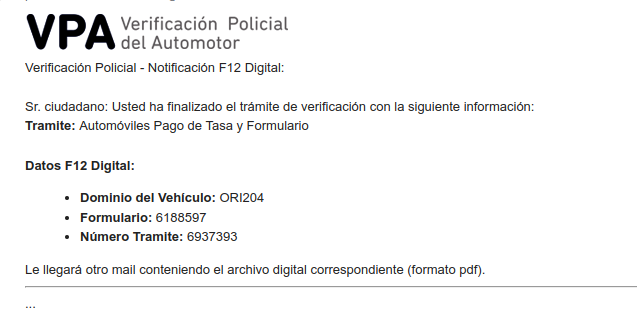 VPA Verificación Policial
del Automotor
Verificación Policial - Notificación F12 Digital:
Sr. ciudadano: Usted ha finalizado el trámite de verificación con la siguiente información:
Tramite: Automóviles Pago de Tasa y Formulario
Datos F12 Digital:
• Dominio del Vehículo: ORI204
• Formulario: 6188597
• Número Tramite: 6937393
Le llegará otro mail conteniendo el archivo digital correspondiente (formato pdf).
...